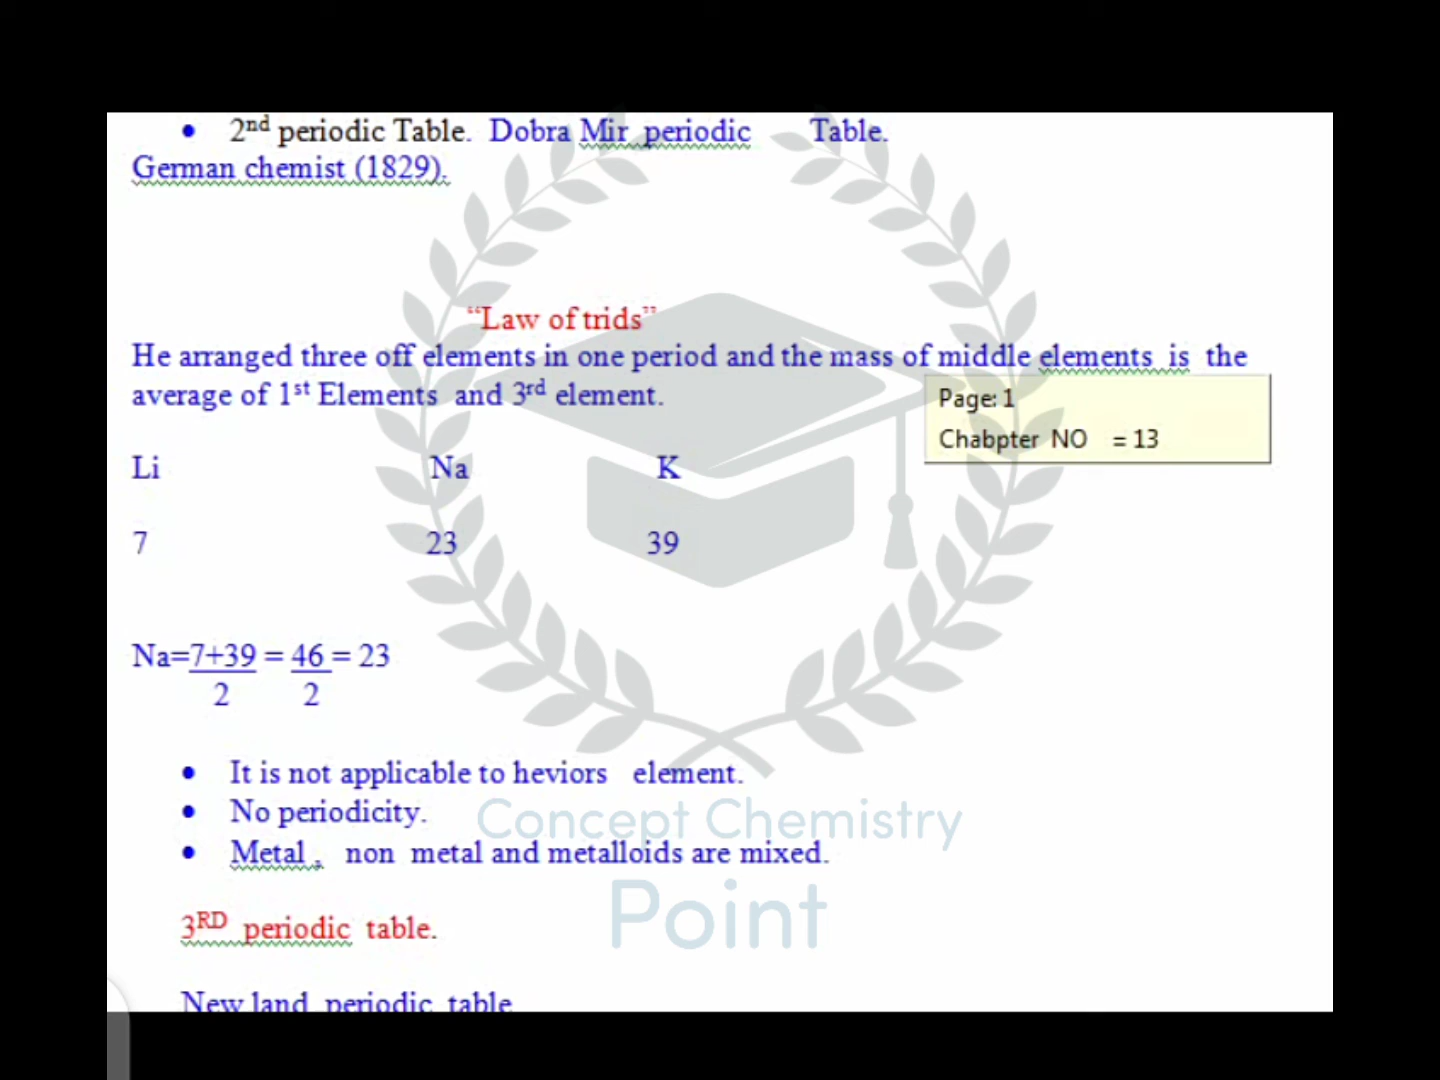 2nd periodic Table. Dobra Mir periodic Table.
German chemist (1829).
“Law of trids”
He arranged three off elements in one period and the mass of middle elements is the
average of 1st Elements and 3rd element.
Page: 1
Chabpter NO = 13
Li Na K
7 23 39
Na=7+39 = 46 = 23
2 2
It is not applicable to heviors element.
No periodicity.
Metal , non metal and metalloids are mixed.
Concept Chemistry
Point
3RD periodic table.
New land periodic table